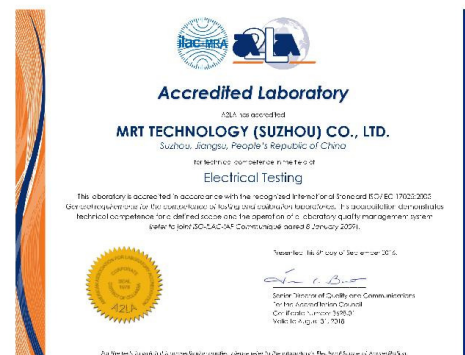 ilac-MRA
A2LA
Accredited Laboratory
A2LA has accredited
MRT TECHNOLOGY (SUZHOU) CO., LTD.
Suzhou, Jiangsu, People's Republic of China
for technical competence in the field of
Electrical Testing
This laboratory is accredited in accordance with the recognized International Standard ISO/IEC 17025:2005
General requirements for the competence of testing and calibration laboratories. This accreditation demonstrates
technical competence for a defined scope and the operation of a laboratory quality management system
(refer to joint ISO-ILAC-IAF Communiqué dated 8 January 2009).
Presented this 6th day of September 2016.
Senior Director of Quality and Communications
For the Accreditation Council
Certificate Number
Valid to August 31, 2018
CORPORATE
SEAL
A2LA